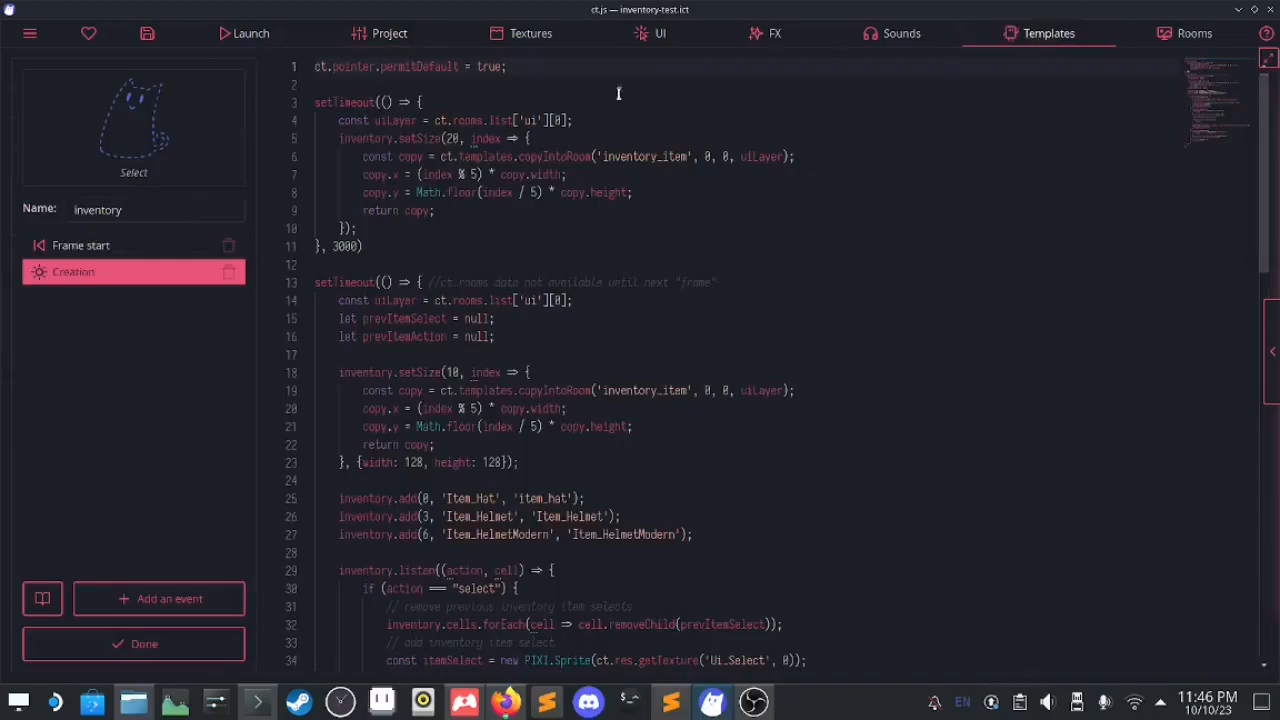 ct.js — inventory-test.ict
Launch
Project
Textures
UI
FX
Sounds
Templates
Rooms
Select
Name: inventory
Frame start
Creation
Add an event
Done
1 ct.pointer.permitDefault = true;
2
3 setTimeout(() => {
4 const uiLayer = ct.rooms.list['ui'][0];
5 inventory.setSize(20, index => {
6 const copy = ct.templates.copyIntoRoom('inventory_item', 0, 0, uiLayer);
7 copy.x = (index % 5) * copy.width;
8 copy.y = Math.floor(index / 5) * copy.height;
9 return copy;
10 });
11 }, 3000)
12
13 setTimeout(() => { //ct.rooms data not available until next "frame"
14 const uiLayer = ct.rooms.list['ui'][0];
15 let prevItemSelect = null;
16 let prevItemAction = null;
17
18 inventory.setSize(10, index => {
19 const copy = ct.templates.copyIntoRoom('inventory_item', 0, 0, uiLayer);
20 copy.x = (index % 5) * copy.width;
21 copy.y = Math.floor(index / 5) * copy.height;
22 return copy;
23 }, {width: 128, height: 128});
24
25 inventory.add(0, 'Item_Hat', 'item_hat');
26 inventory.add(3, 'Item_Helmet', 'Item_Helmet');
27 inventory.add(6, 'Item_HelmetModern', 'Item_HelmetModern');
28
29 inventory.listen((action, cell) => {
30 if (action == "select") {
31 // remove previous inventory item selects
32 inventory.cells.forEach(cell => cell.removeChild(prevItemSelect));
33 // add inventory item select
34 const itemSelect = new PIXI.Sprite(ct.res.getTexture('Ui_Select', 0));
EN
11:46 PM
10/10/23